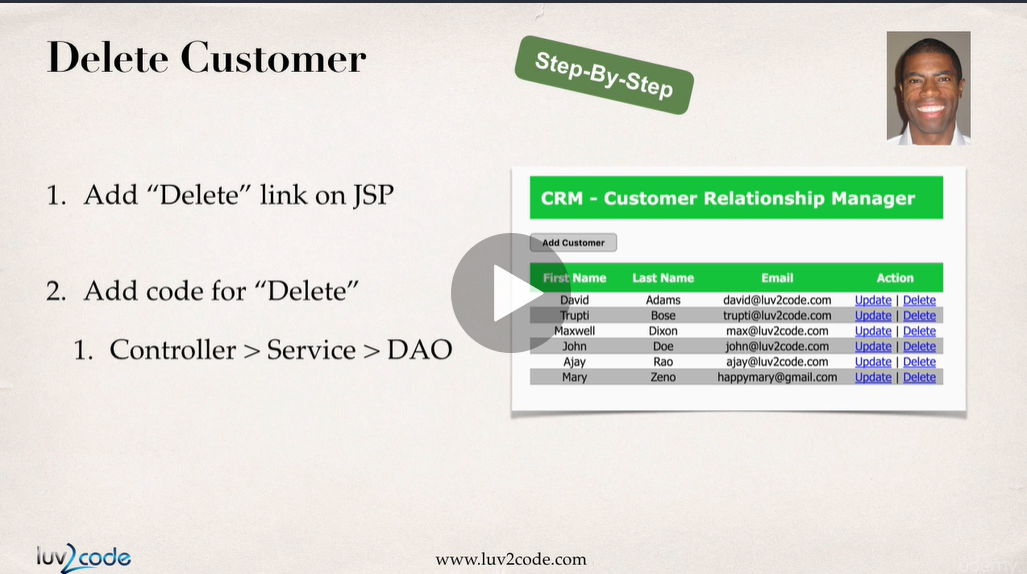 Delete Customer
Step-By-Step
1. Add “Delete” link on JSP
2. Add code for “Delete”
1. Controller > Service > DAO
CRM - Customer Relationship Manager
Add Customer
First Name Last Name Email Action
David Adams david@luv2code.com Update | Delete
Trupti Bose trupti@luv2code.com Update | Delete
Maxwell Dixon max@luv2code.com Update | Delete
John Doe john@luv2code.com Update | Delete
Ajay Rao ajay@luv2code.com Update | Delete
Mary Zeno happymary@gmail.com Update | Delete
luv2code
www.luv2code.com
udemy